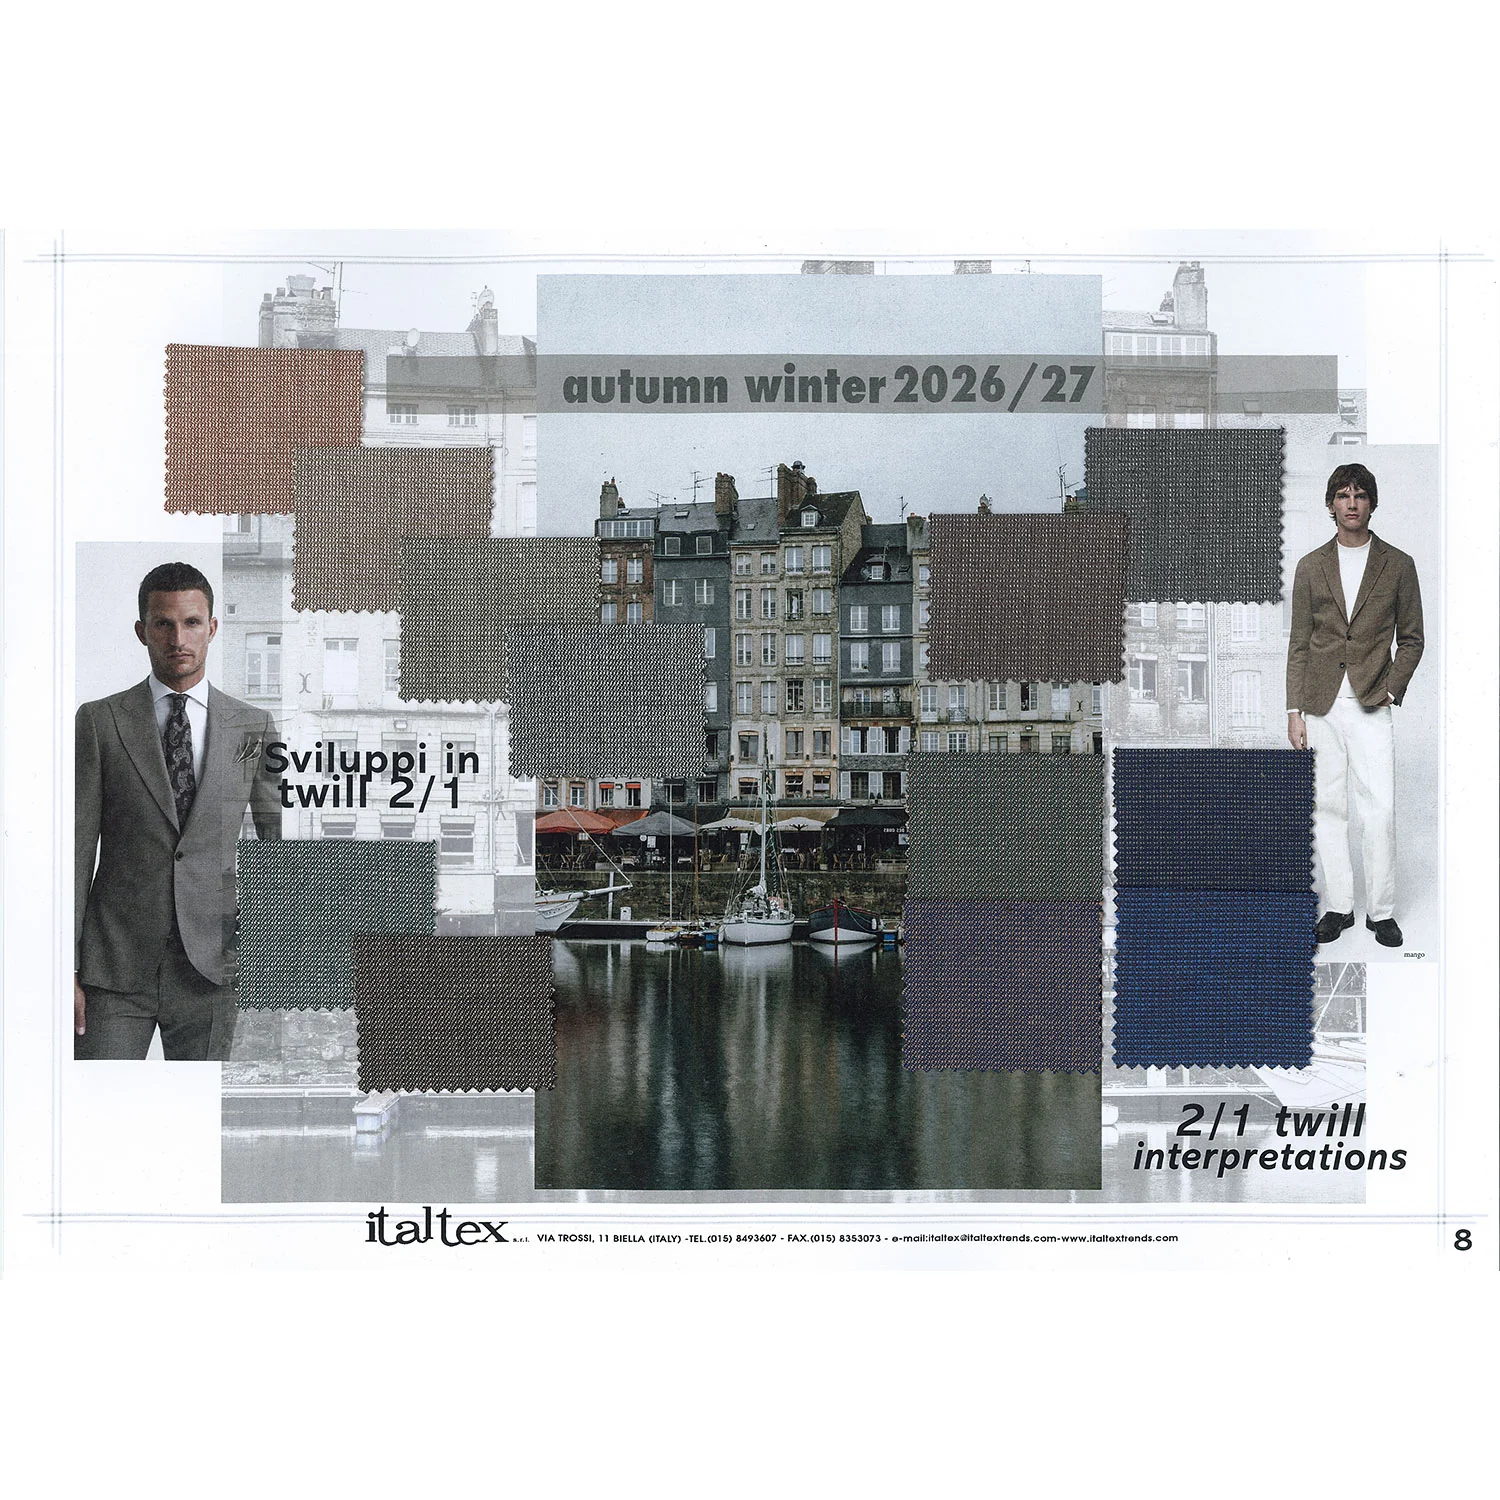 autumn winter 2026/27
Sviluppi in
twill 2/1
mango
2/1 twill
interpretations
italtex s.r.l. VIA TROSSI, 11 BIELLA (ITALY) -TEL.(015) 8493607 - FAX.(015) 8353073 - e-mail:italtex@italtextrends.com-www.italtextrends.com
8